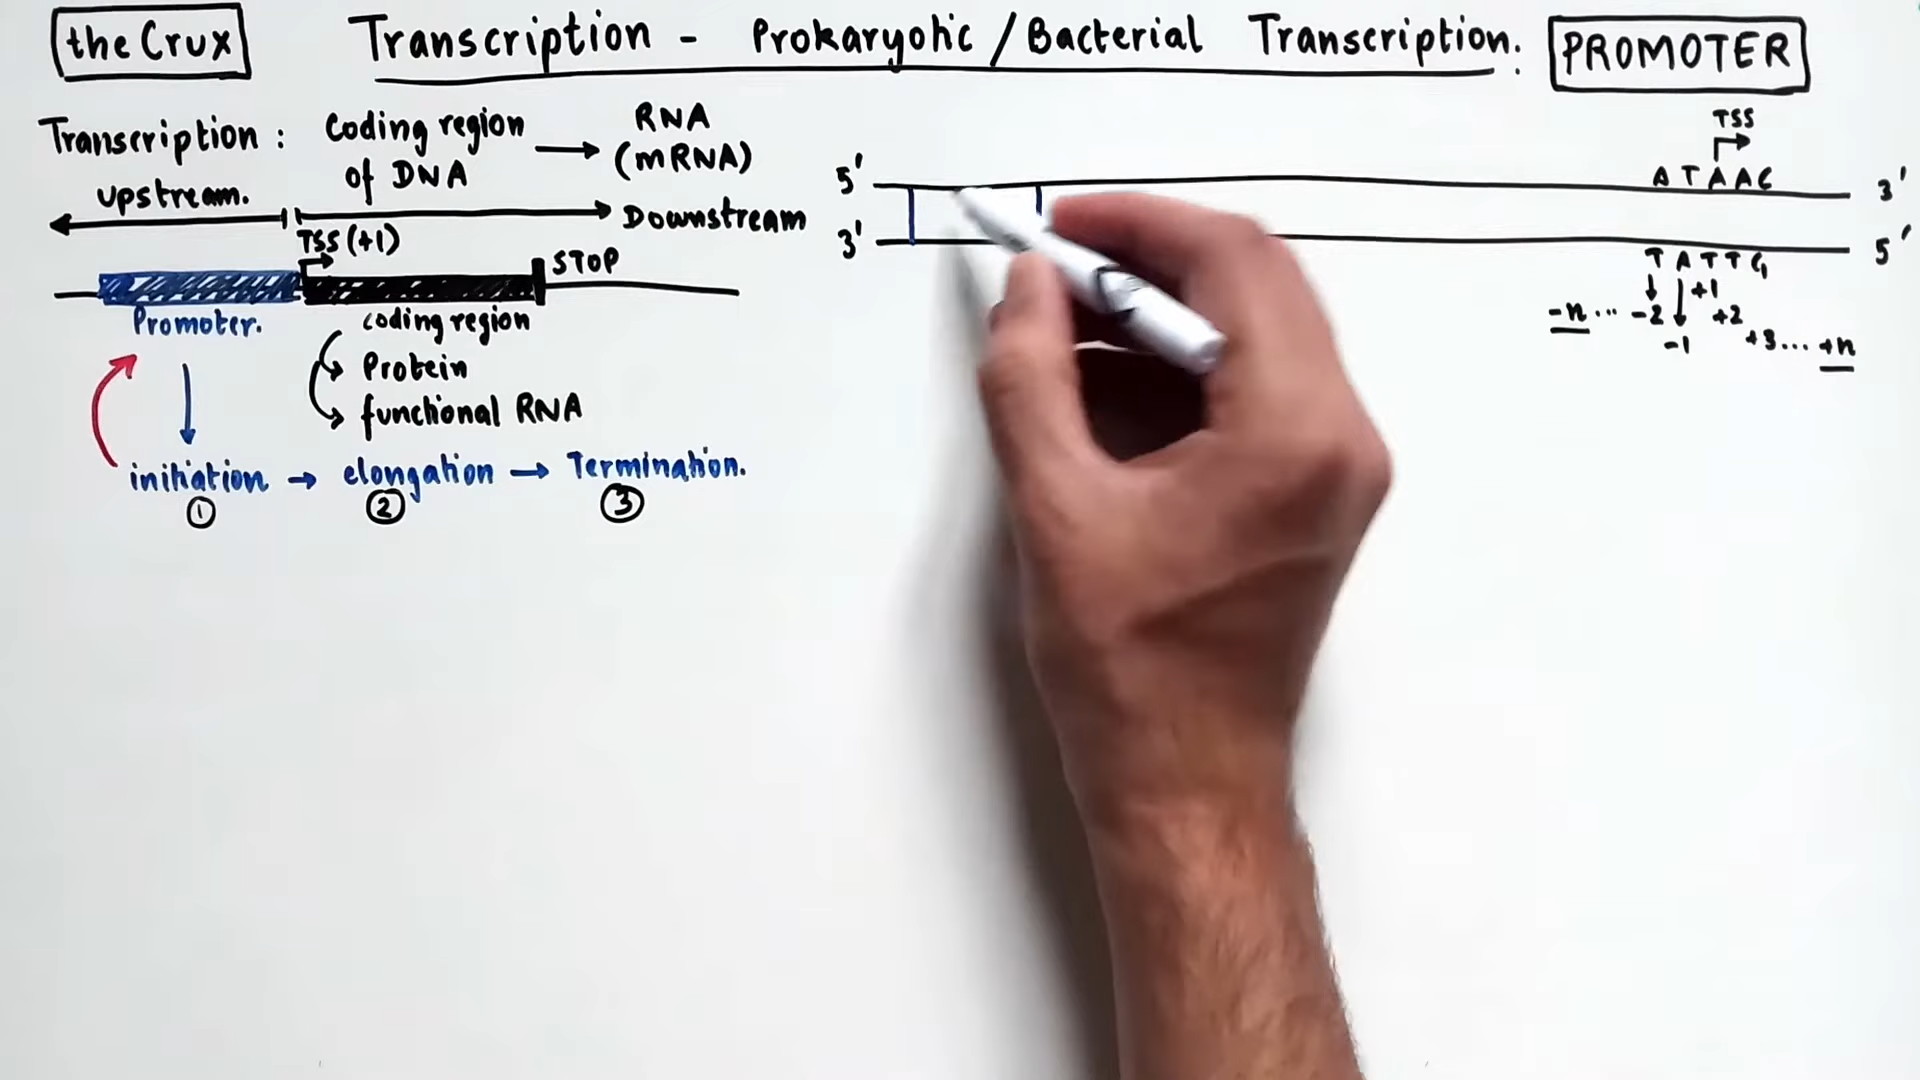 the Crux
Transcription - Prokaryotic / Bacterial Transcription: PROMOTER
Transcription: Coding region of DNA → RNA (mRNA)
upstream. Downstream
TSS (+1)
STOP
Promoter.
coding region
Protein
functional RNA
initiation → elongation → Termination.
① ② ③
TSS
5' A T A A C 3'
3' T A T T G 5'
-n... -2 -1 +1 +2 +3... +n